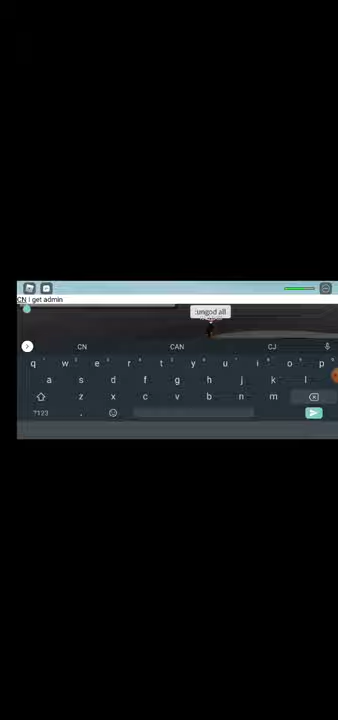 CN I get admin
:ungod all
CN CAN CJ
q w e r t y u i o p
a s d f g h j k l
z x c v b n m
?123 .